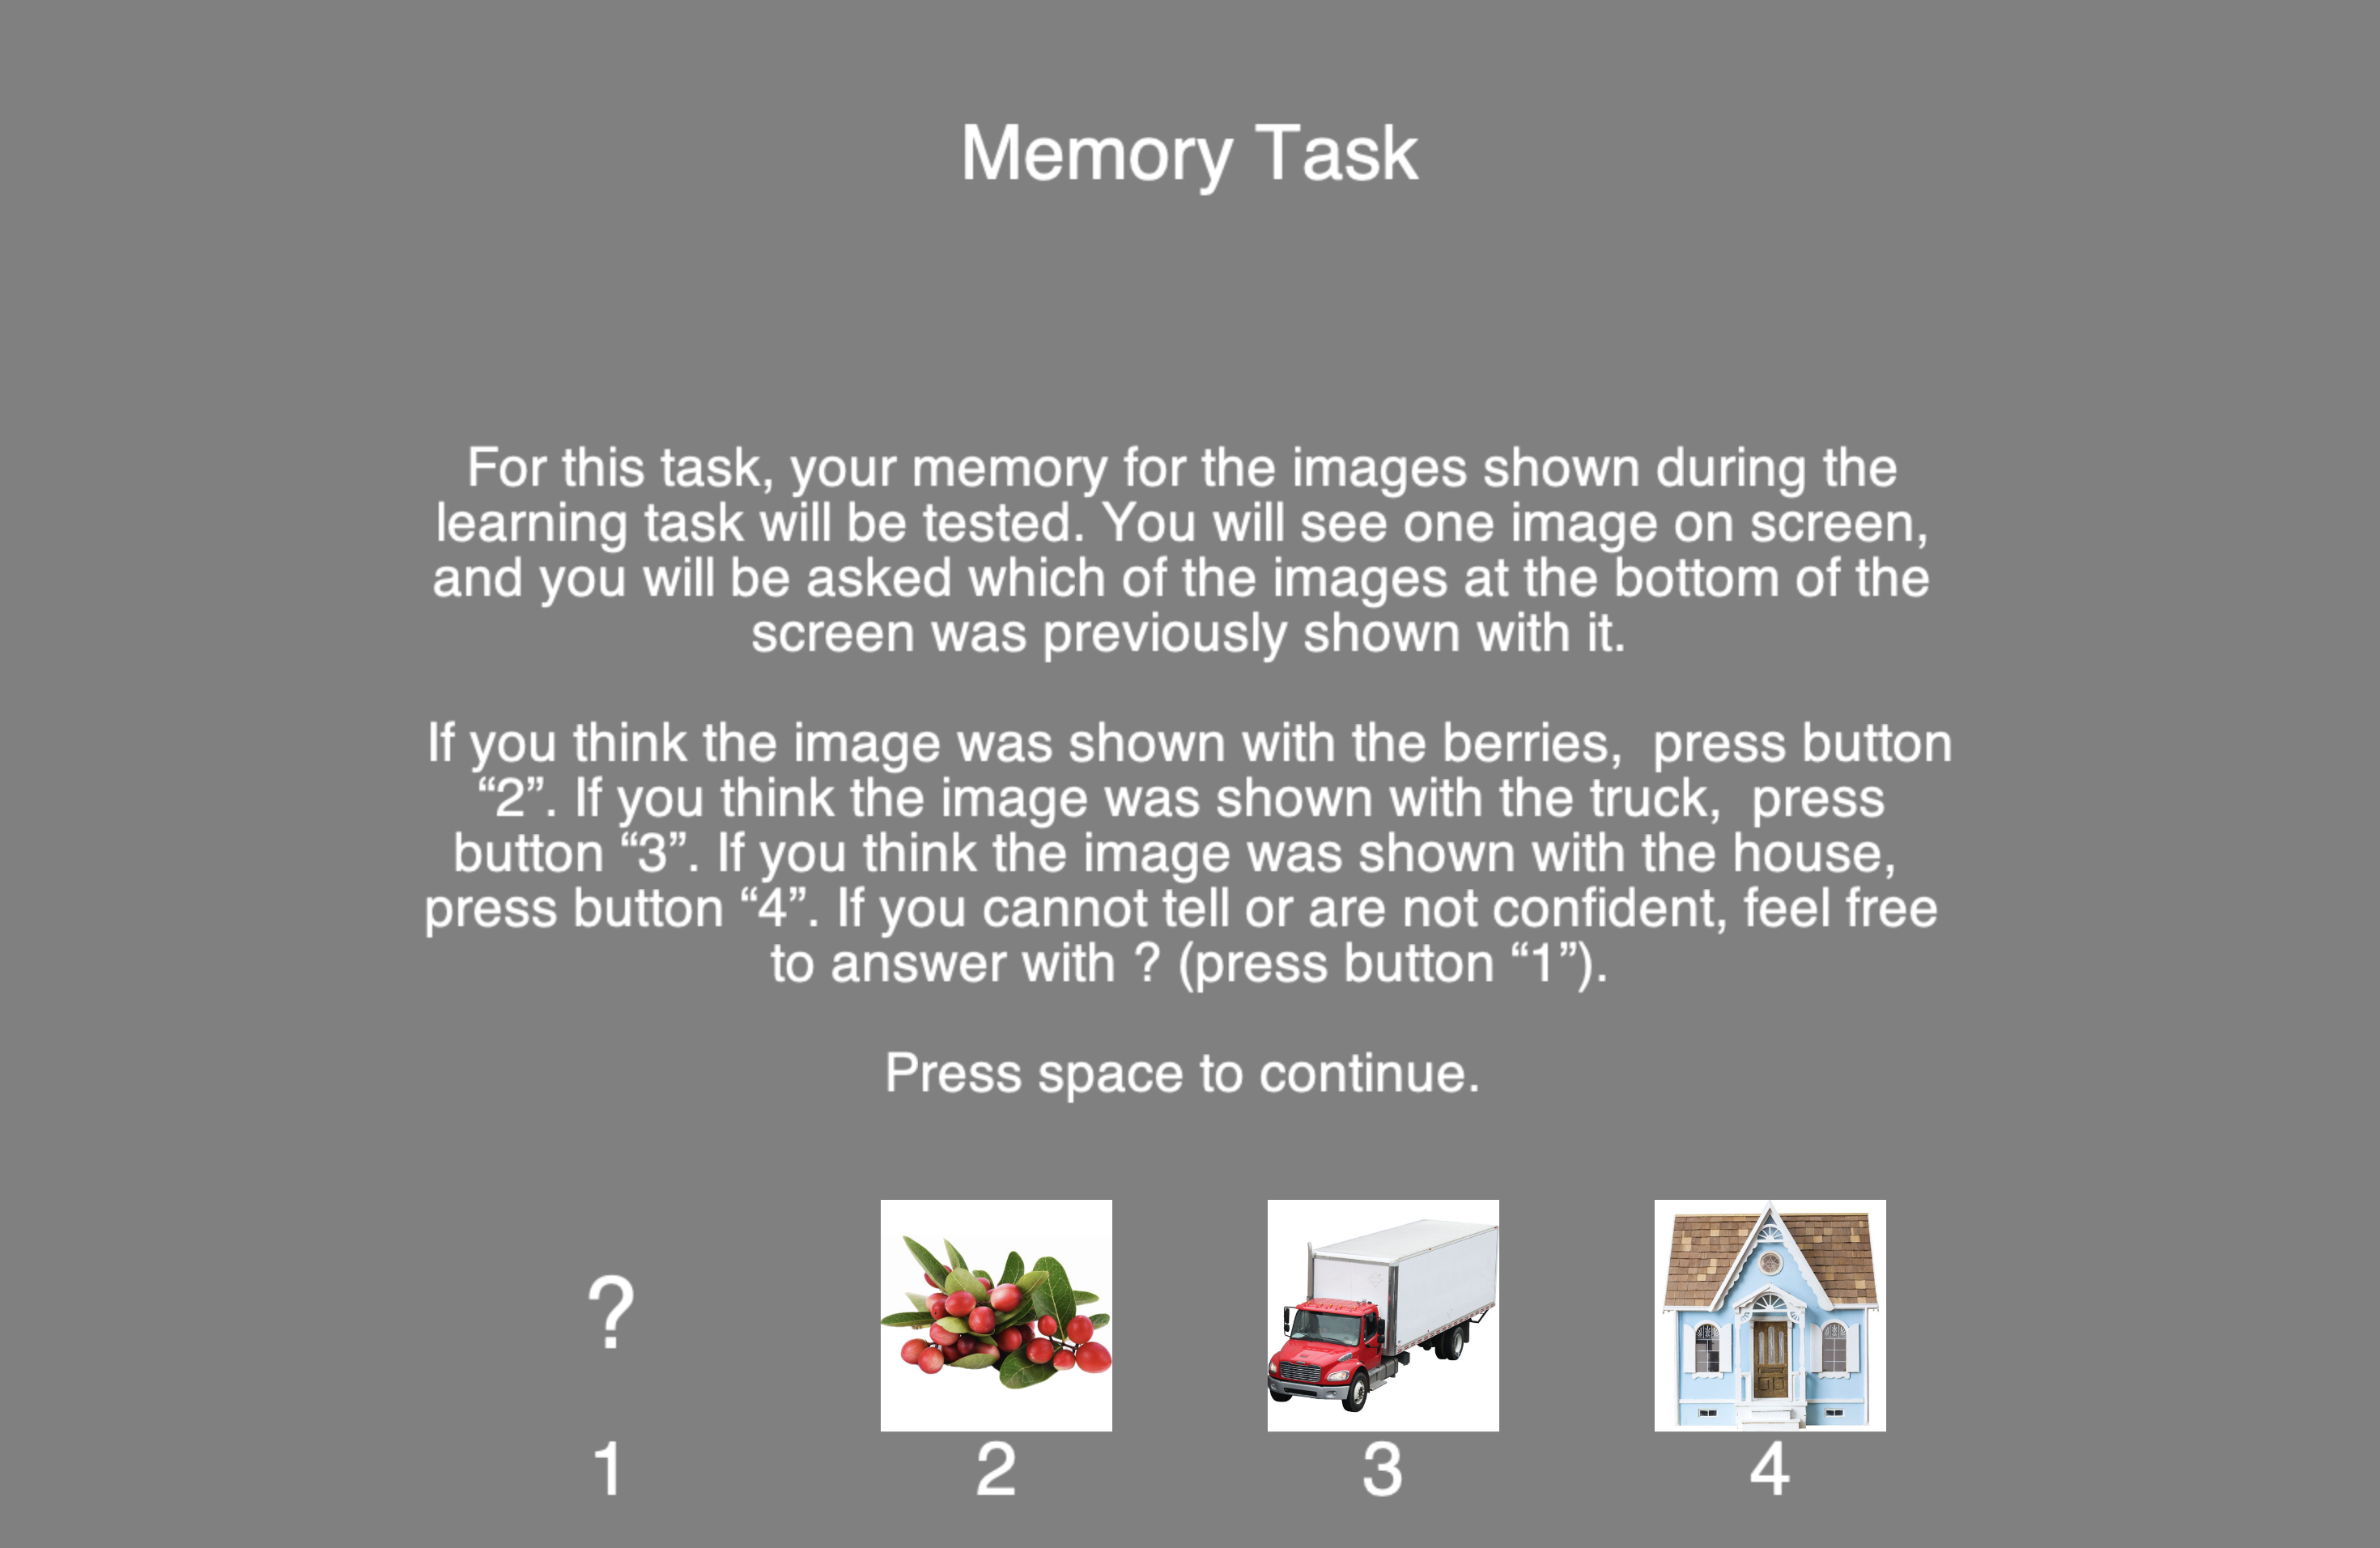 Memory Task
For this task, your memory for the images shown during the
learning task will be tested. You will see one image on screen,
and you will be asked which of the images at the bottom of the
screen was previously shown with it.
If you think the image was shown with the berries,  press button
“2”. If you think the image was shown with the truck,  press
button “3”. If you think the image was shown with the house,
press button “4”. If you cannot tell or are not confident, feel free
to answer with ? (press button “1”).
Press space to continue.
?
1 2 3 4